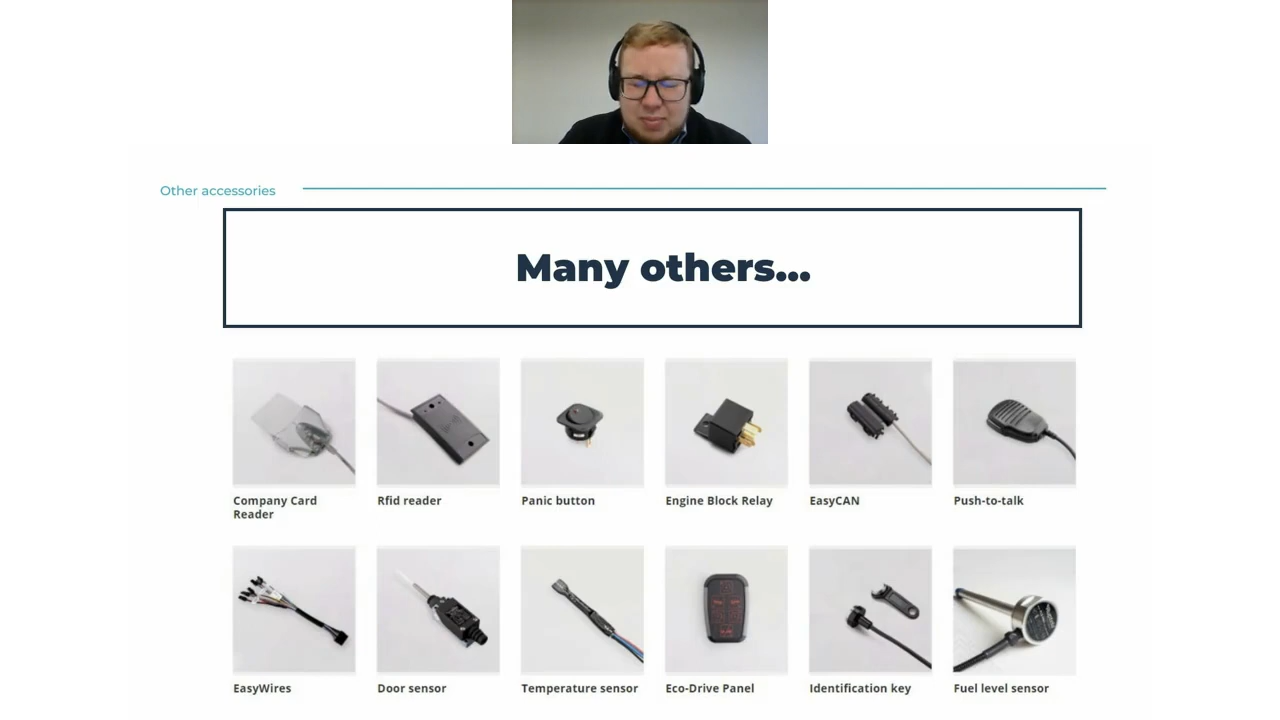 Other accessories
Many others...
Company Card
Reader
Rfid reader
Panic button
Engine Block Relay
EasyCAN
Push-to-talk
EasyWires
Door sensor
Temperature sensor
Eco-Drive Panel
Identification key
Fuel level sensor